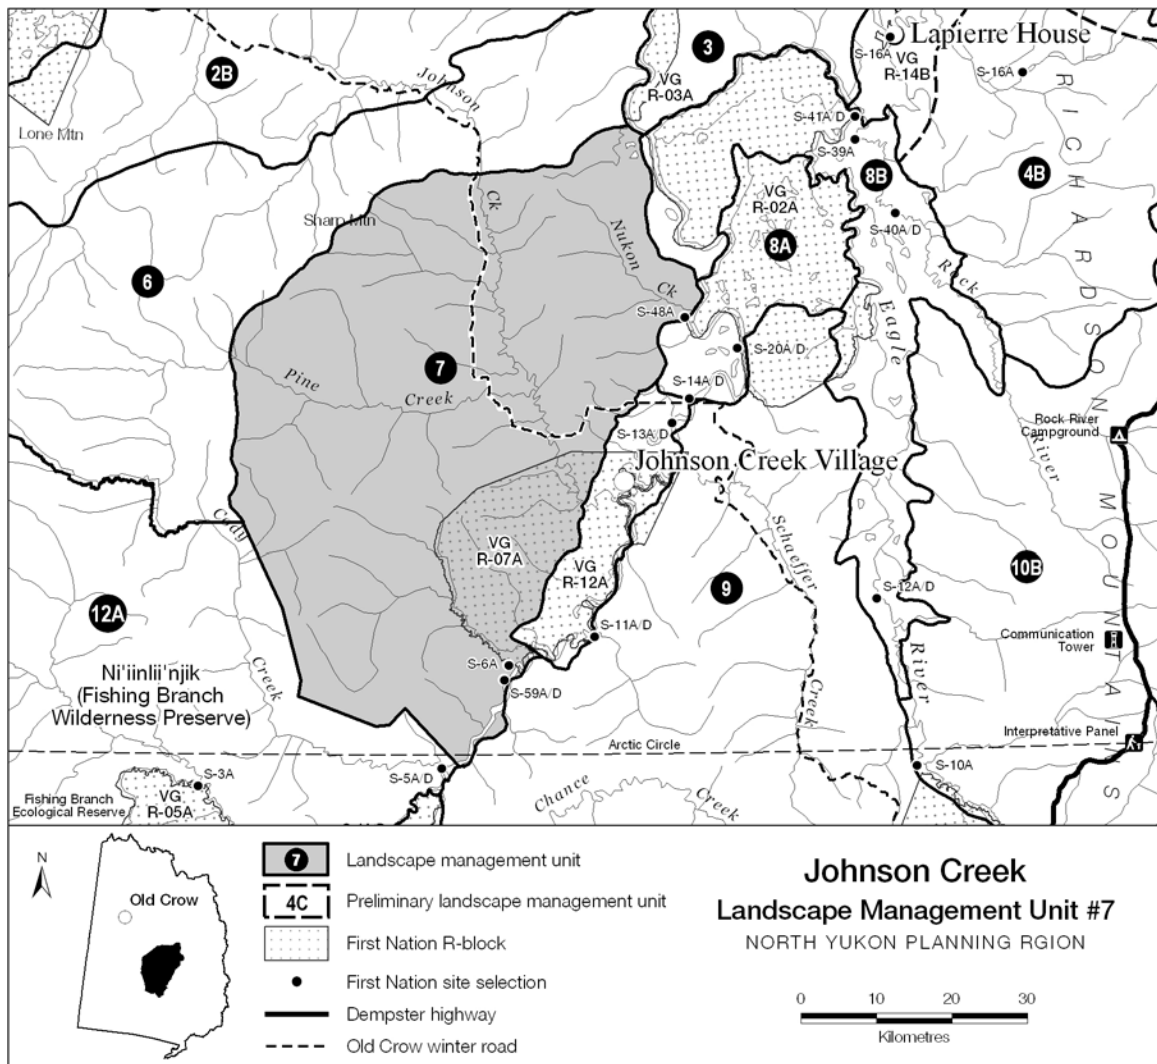 Lapierre House
3
2B
S-16A
VG
R-14B
S-16A
Johnson
VG
R-03A
Lone Mtn
S-41A/D
S-39A
8B
4B
RICHARDSON MOUNTAINS
Ck
Nukon
Ck
VG
R-02A
Sharp Mtn
S-40A/D
8A
Rock
River
6
S-48A
Eagle
River
S-20A/D
7
Pine
Creek
S-14A/D
S-13A/D
Rock River
Campground
Johnson Creek Village
Cody
Creek
Schaeffer
Creek
VG
R-07A
VG
R-12A
10B
9
S-12A/D
12A
S-11A/D
Communication
Tower
S-6A
S-59A/D
Ni'iinlii'njik
(Fishing Branch
Wilderness Preserve)
Arctic Circle
Interpretative Panel
S-3A
S-5A/D
S-10A
Fishing Branch
Ecological Reserve
VG
R-05A
Chance
Creek
N
Old Crow
7
Landscape management unit
4C
Preliminary landscape management unit
First Nation R-block
First Nation site selection
Dempster highway
Old Crow winter road
Johnson Creek
Landscape Management Unit #7
NORTH YUKON PLANNING RGION
0 10 20 30
Kilometres